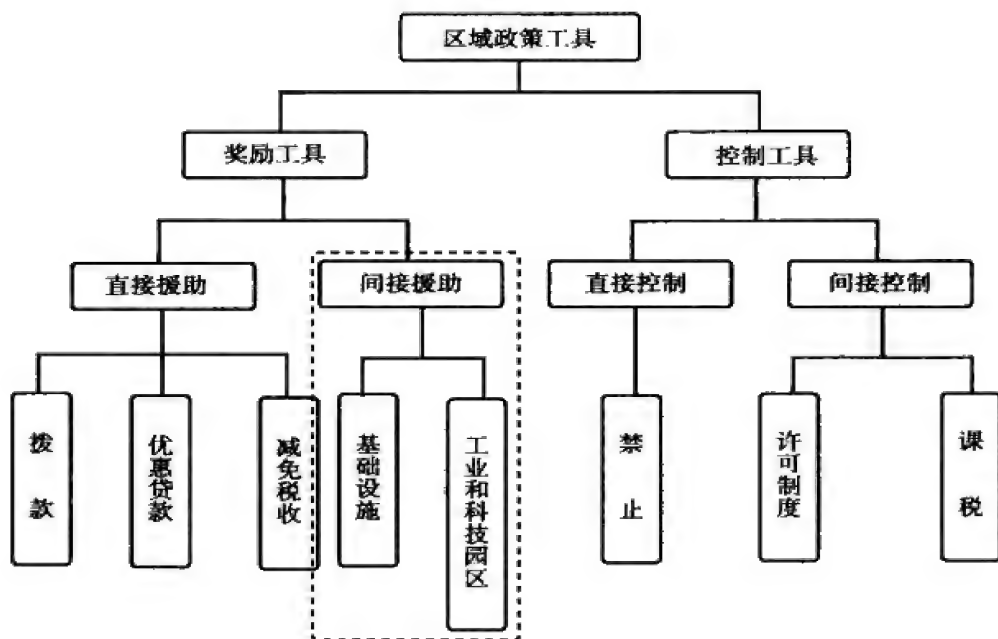 区域政策工具
奖励工具
控制工具
直接援助
间接援助
直接控制
间接控制
拨款
优惠贷款
减免税收
基础设施
工业和科技园区
禁止
许可制度
课税